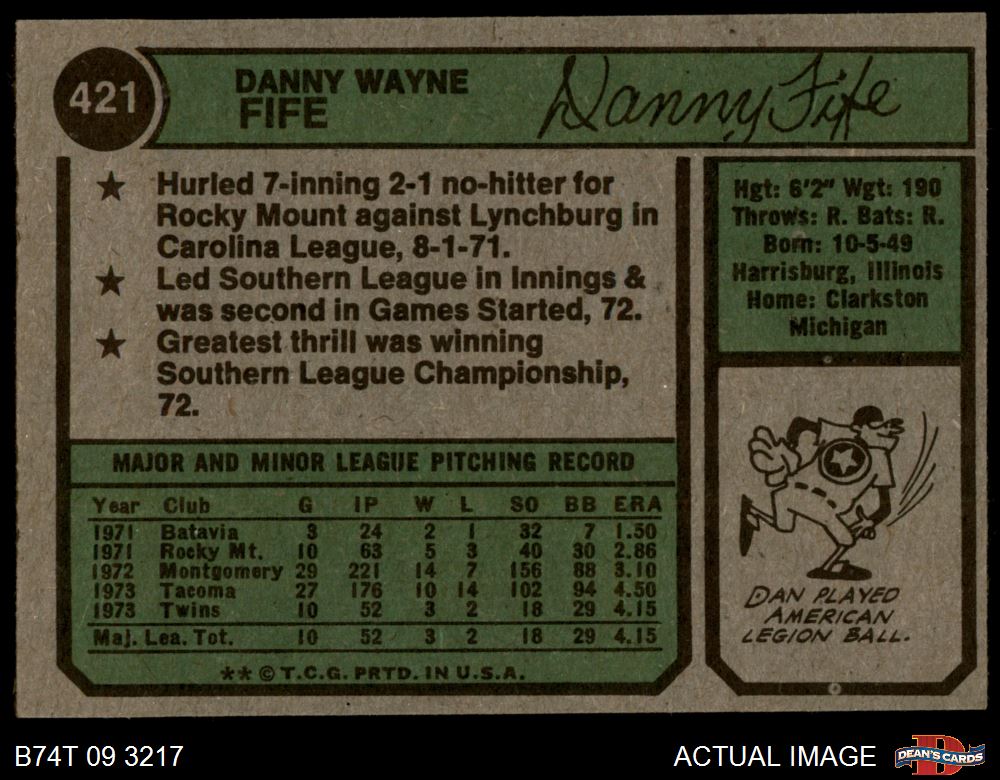 421
DANNY WAYNE
FIFE
Danny Fife
★ Hurled 7-inning 2-1 no-hitter for
Rocky Mount against Lynchburg in
Carolina League, 8-1-71.
★ Led Southern League in Innings &
was second in Games Started, 72.
★ Greatest thrill was winning
Southern League Championship,
72.
Hgt: 6'2" Wgt: 190
Throws: R. Bats: R.
Born: 10-5-49
Harrisburg, Illinois
Home: Clarkston
Michigan
MAJOR AND MINOR LEAGUE PITCHING RECORD
Year Club G IP W L SO BB ERA
1971 Batavia 3 24 2 1 32 7 1.50
1971 Rocky Mt. 10 63 5 3 40 30 2.86
1972 Montgomery 29 221 14 7 156 88 3.10
1973 Tacoma 27 176 10 14 102 94 4.50
1973 Twins 10 52 3 2 18 29 4.15
Maj. Lea. Tot. 10 52 3 2 18 29 4.15
** © T.C.G. PRTD. IN U.S.A.
DAN PLAYED
AMERICAN
LEGION BALL.
B74T 09 3217
ACTUAL IMAGE
D
DEAN'S CARDS